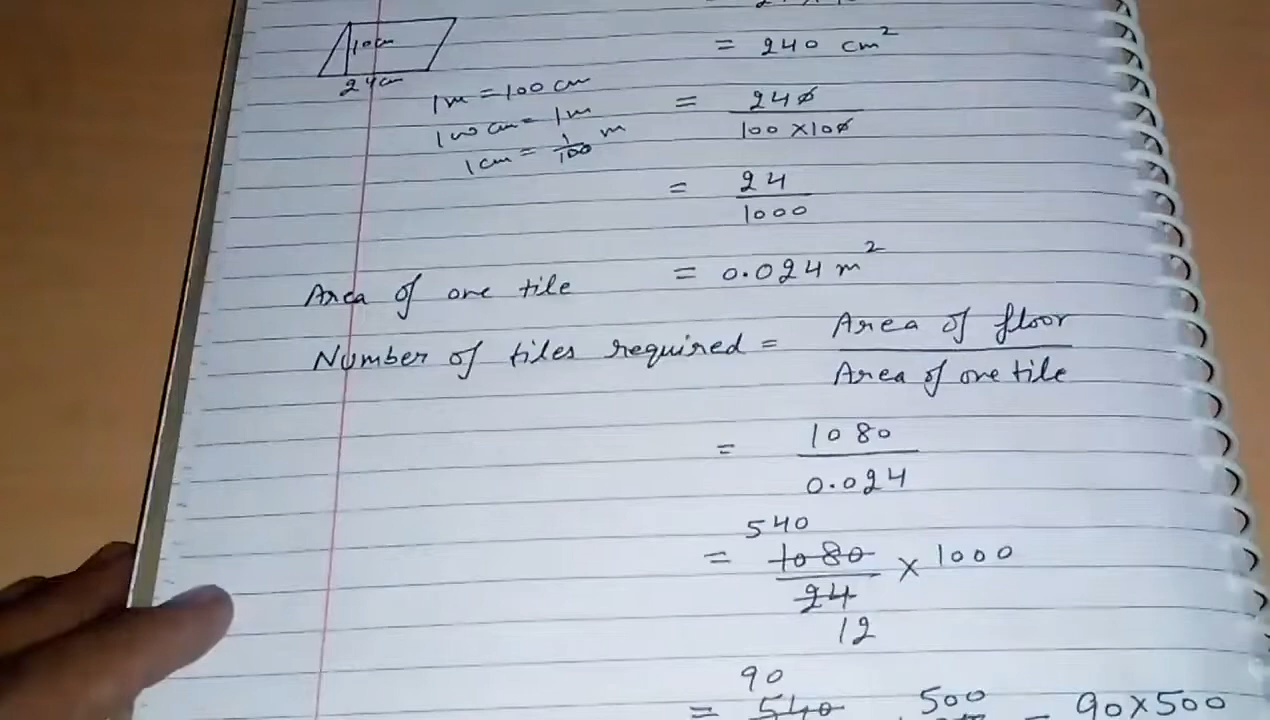 10cm
24cm
= 240 cm²
1m = 100 cm
100 cm = 1m
1cm = 1/100 m
= 240 / 100 × 100
= 24 / 1000
Area of one tile = 0.024 m²
Number of tiles required = Area of floor / Area of one tile
= 1080 / 0.024
540
= 1080 / 24 × 1000
12
90 500
= 540 = 90×500